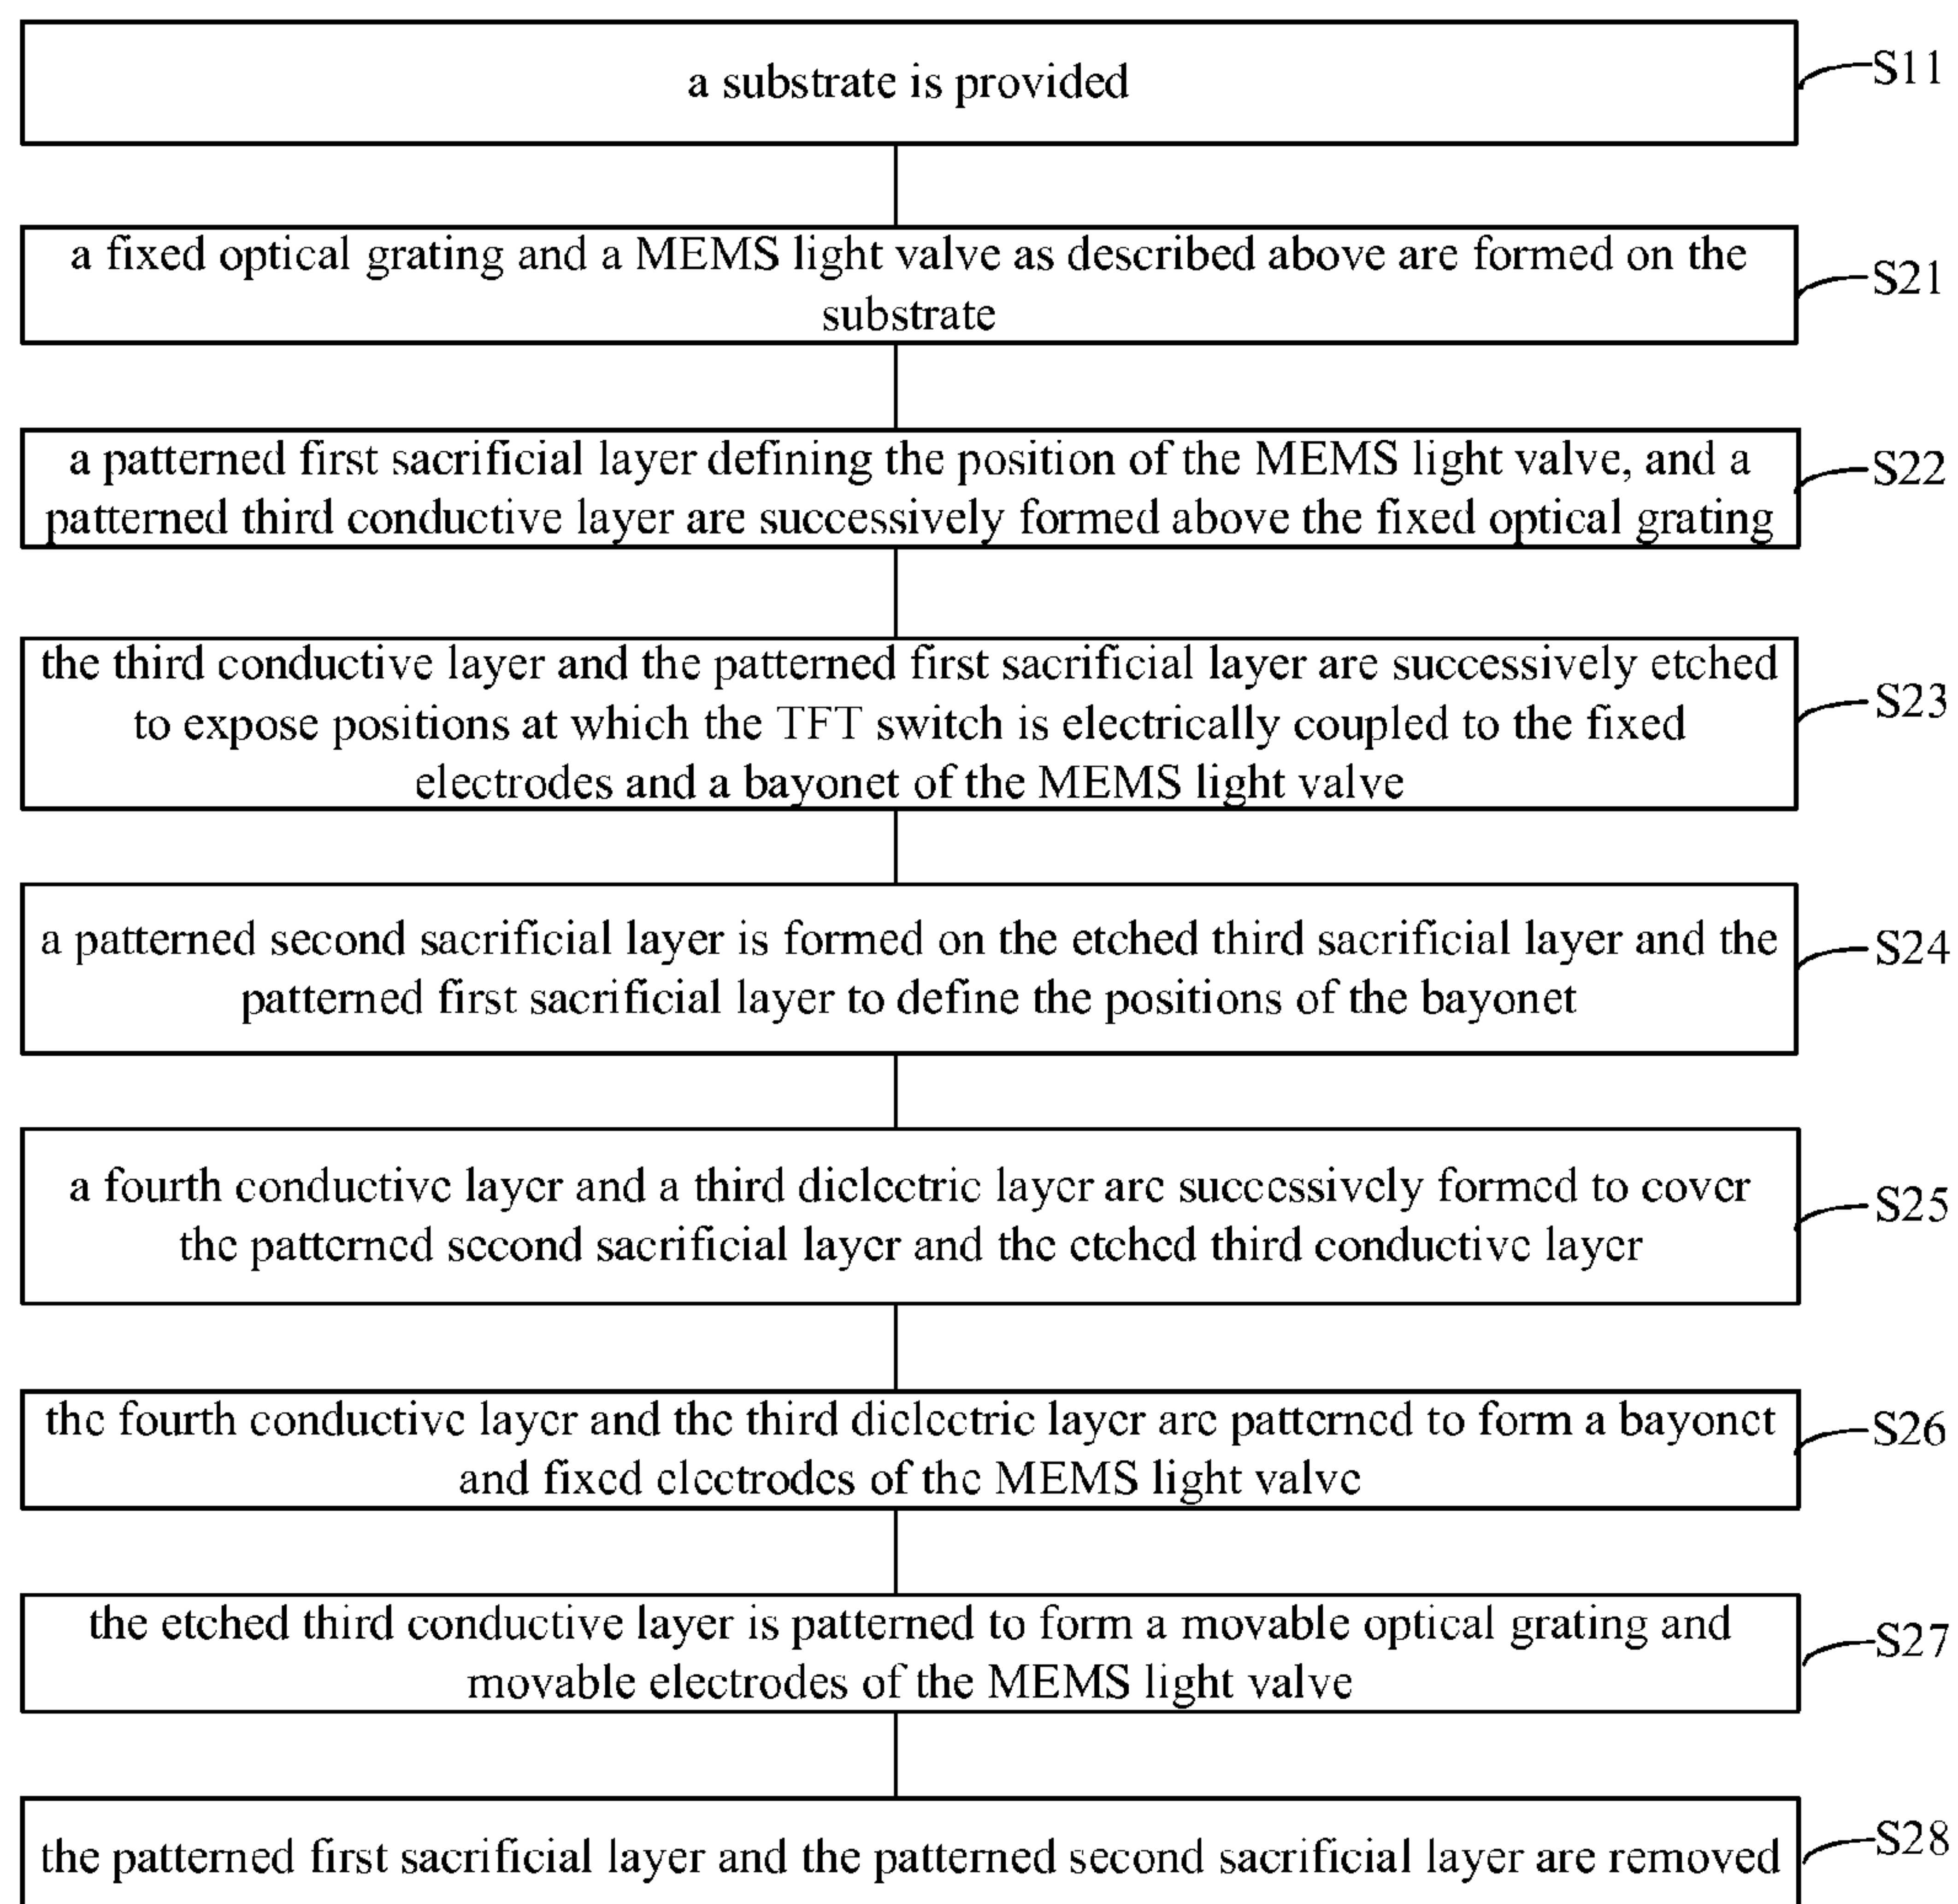 a substrate is provided
S11
a fixed optical grating and a MEMS light valve as described above are formed on the
substrate
S21
a patterned first sacrificial layer defining the position of the MEMS light valve, and a
patterned third conductive layer are successively formed above the fixed optical grating
S22
the third conductive layer and the patterned first sacrificial layer are successively etched
to expose positions at which the TFT switch is electrically coupled to the fixed
electrodes and a bayonet of the MEMS light valve
S23
a patterned second sacrificial layer is formed on the etched third sacrificial layer and the
patterned first sacrificial layer to define the positions of the bayonet
S24
a fourth conductive layer and a third dielectric layer are successively formed to cover
the patterned second sacrificial layer and the etched third conductive layer
S25
the fourth conductive layer and the third dielectric layer are patterned to form a bayonet
and fixed electrodes of the MEMS light valve
S26
the etched third conductive layer is patterned to form a movable optical grating and
movable electrodes of the MEMS light valve
S27
the patterned first sacrificial layer and the patterned second sacrificial layer are removed
S28